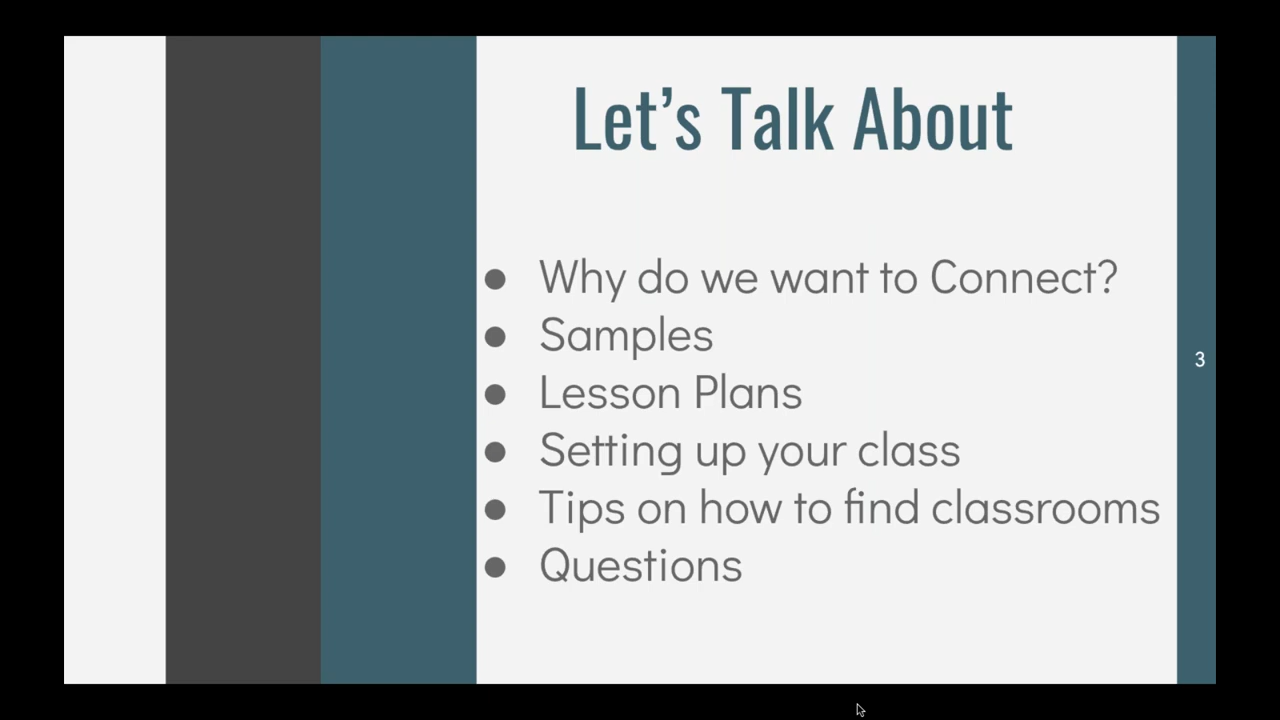 Let’s Talk About
● Why do we want to Connect?
● Samples
● Lesson Plans
● Setting up your class
● Tips on how to find classrooms
● Questions
3